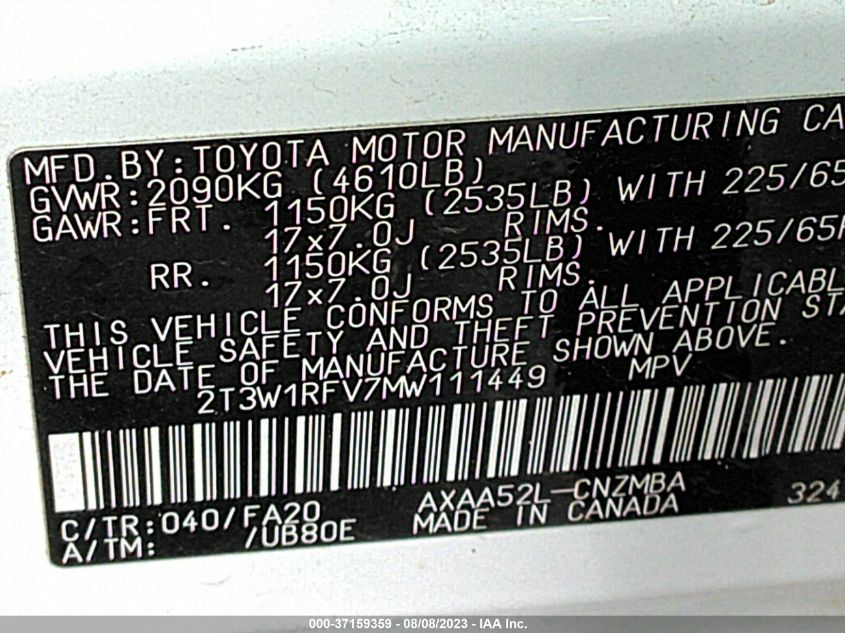 MFD.BY:TOYOTA MOTOR MANUFACTURING CA
GVWR:2090KG (4610LB)
GAWR:FRT. 1150KG (2535LB) WITH 225/65
17x7.0J RIMS.
RR. 1150KG (2535LB) WITH 225/65
17x7.0J RIMS.
THIS VEHICLE CONFORMS TO ALL APPLICABL
VEHICLE SAFETY AND THEFT PREVENTION STA
THE DATE OF MANUFACTURE SHOWN ABOVE.
2T3W1RFV7MW111449 MPV
C/TR:040/FA20 AXAA52L-CNZMBA 324
A/TM: /UB80E MADE IN CANADA
000-37159359 / 08/08/2023 - IAA Inc.